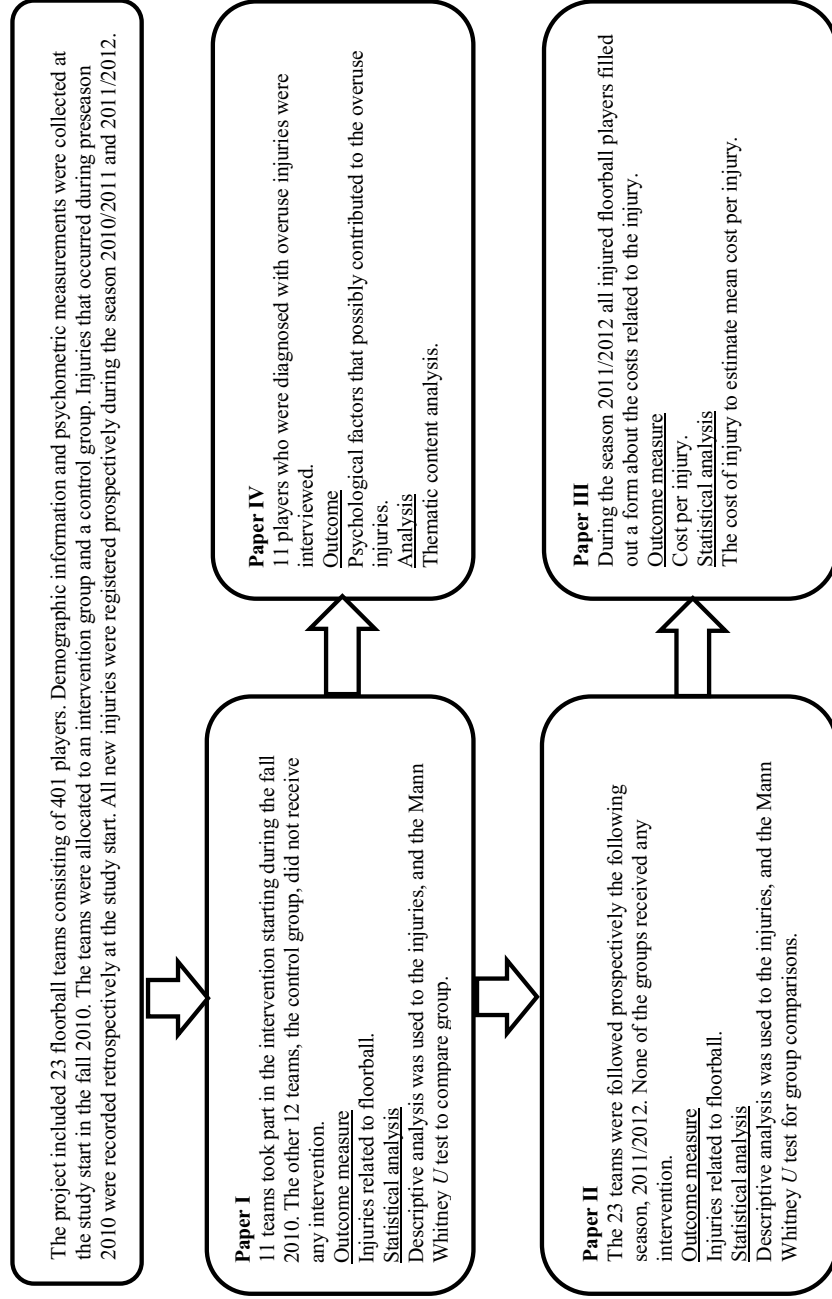 The project included 23 floorball teams consisting of 401 players. Demographic information and psychometric measurements were collected at
the study start in the fall 2010. The teams were allocated to an intervention group and a control group. Injuries that occurred during preseason
2010 were recorded retrospectively at the study start. All new injuries were registered prospectively during the season 2010/2011 and 2011/2012.
Paper I
11 teams took part in the intervention starting during the fall
2010. The other 12 teams, the control group, did not receive
any intervention.
Outcome measure
Injuries related to floorball.
Statistical analysis
Descriptive analysis was used to the injuries, and the Mann
Whitney U test to compare group.
Paper IV
11 players who were diagnosed with overuse injuries were
interviewed.
Outcome
Psychological factors that possibly contributed to the overuse
injuries.
Analysis
Thematic content analysis.
Paper II
The 23 teams were followed prospectively the following
season, 2011/2012. None of the groups received any
intervention.
Outcome measure
Injuries related to floorball.
Statistical analysis
Descriptive analysis was used to the injuries, and the Mann
Whitney U test for group comparisons.
Paper III
During the season 2011/2012 all injured floorball players filled
out a form about the costs related to the injury.
Outcome measure
Cost per injury.
Statistical analysis
The cost of injury to estimate mean cost per injury.